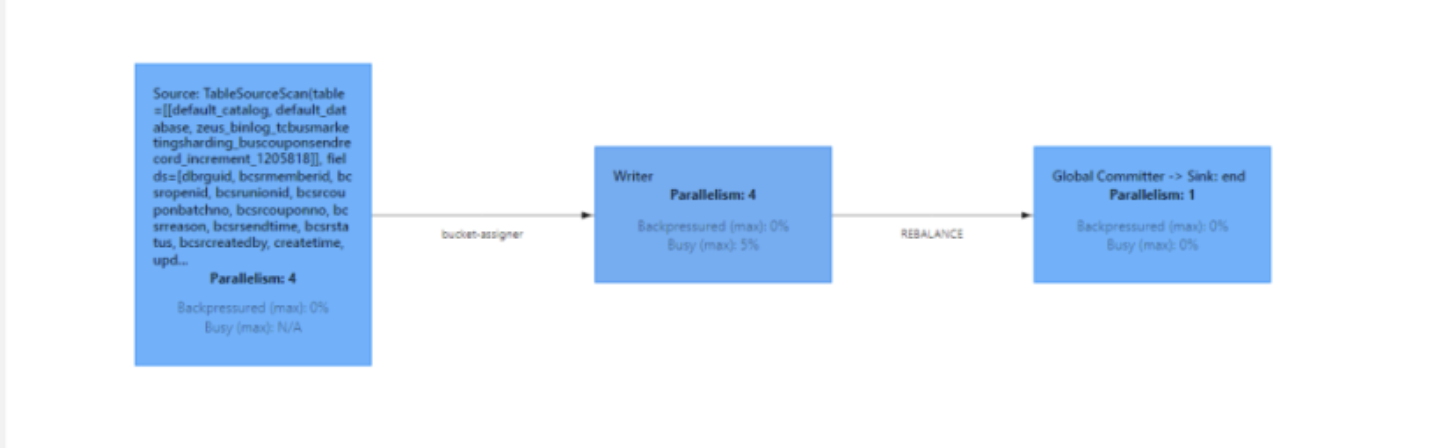 Source: TableSourceScan(table
=[[default_catalog, default_dat
abase, zeus_binlog_tcbusmarke
tingsharding_buscouponsendre
cord_increment_1205818]], fiel
ds=[dbrguid, bcsrmemberid, bc
sropenid, bcsrunionid, bcsrcou
ponbatchno, bcsrcouponno, bc
srreason, bcsrsendtime, bcsrsta
tus, bcsrcreatedby, createtime,
upd...
Parallelism: 4
Backpressured (max): 0%
Busy (max): N/A
bucket-assigner
Writer
Parallelism: 4
Backpressured (max): 0%
Busy (max): 5%
REBALANCE
Global Committer -> Sink: end
Parallelism: 1
Backpressured (max): 0%
Busy (max): 0%